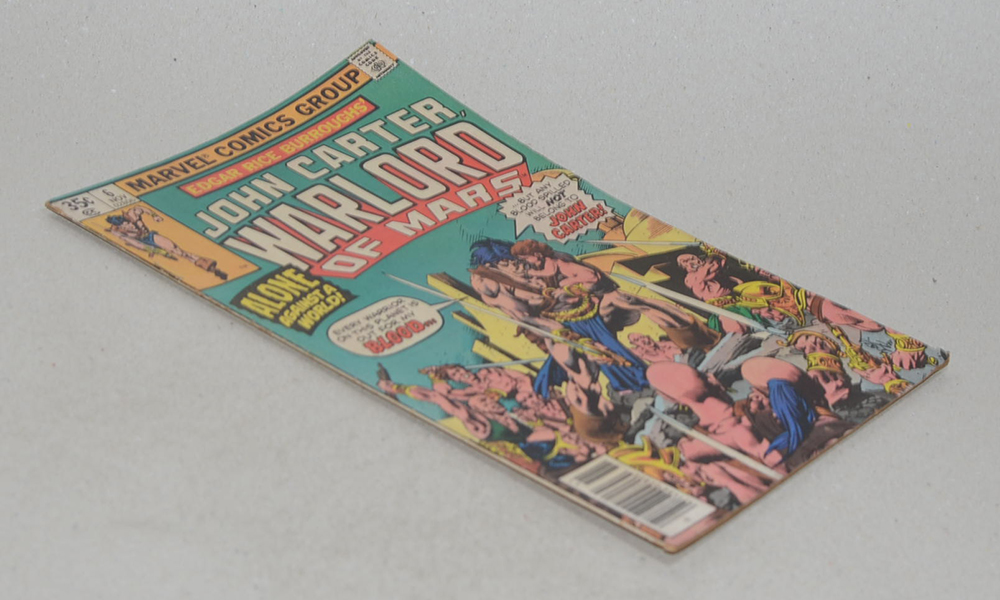 MARVEL COMICS GROUP
35¢ 6
NOV
EDGAR RICE BURROUGHS'
JOHN CARTER,
WARLORD
OF MARS
ALONE
AGAINST A
WORLD!
EVERY WARRIOR
ON THIS PLANET IS
OUT FOR MY
BLOOD--
--BUT ANY
BLOOD SPILLED
WILL NOT
BELONG TO
JOHN
CARTER!